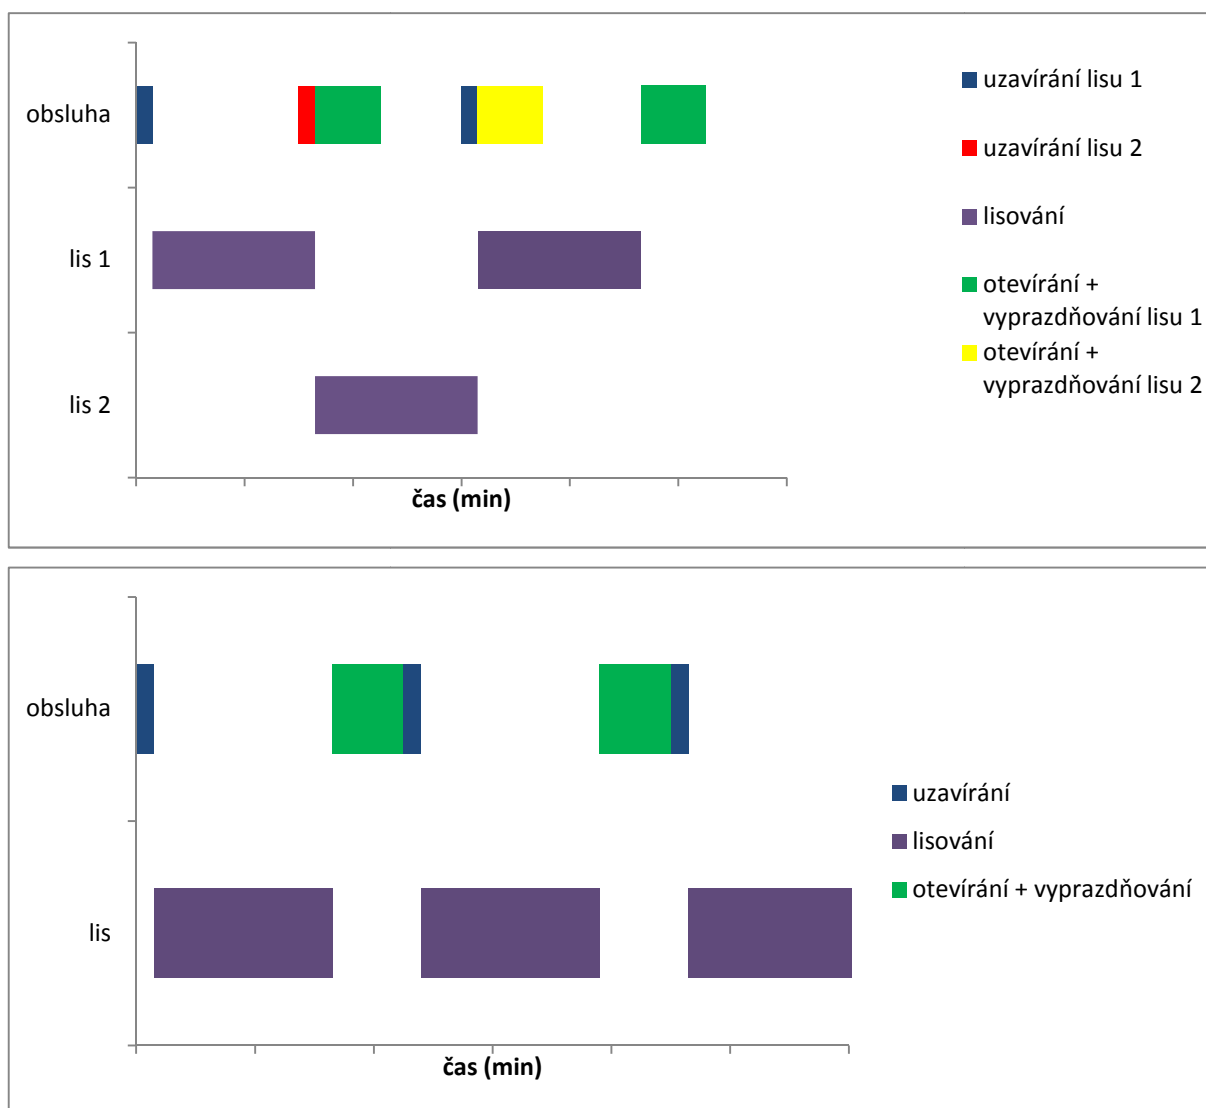 obsluha
lis 1
lis 2
čas (min)
uzavírání lisu 1
uzavírání lisu 2
lisování
otevírání +
vyprazdňování lisu 1
otevírání +
vyprazdňování lisu 2
obsluha
lis
čas (min)
uzavírání
lisování
otevírání + vyprazdňování